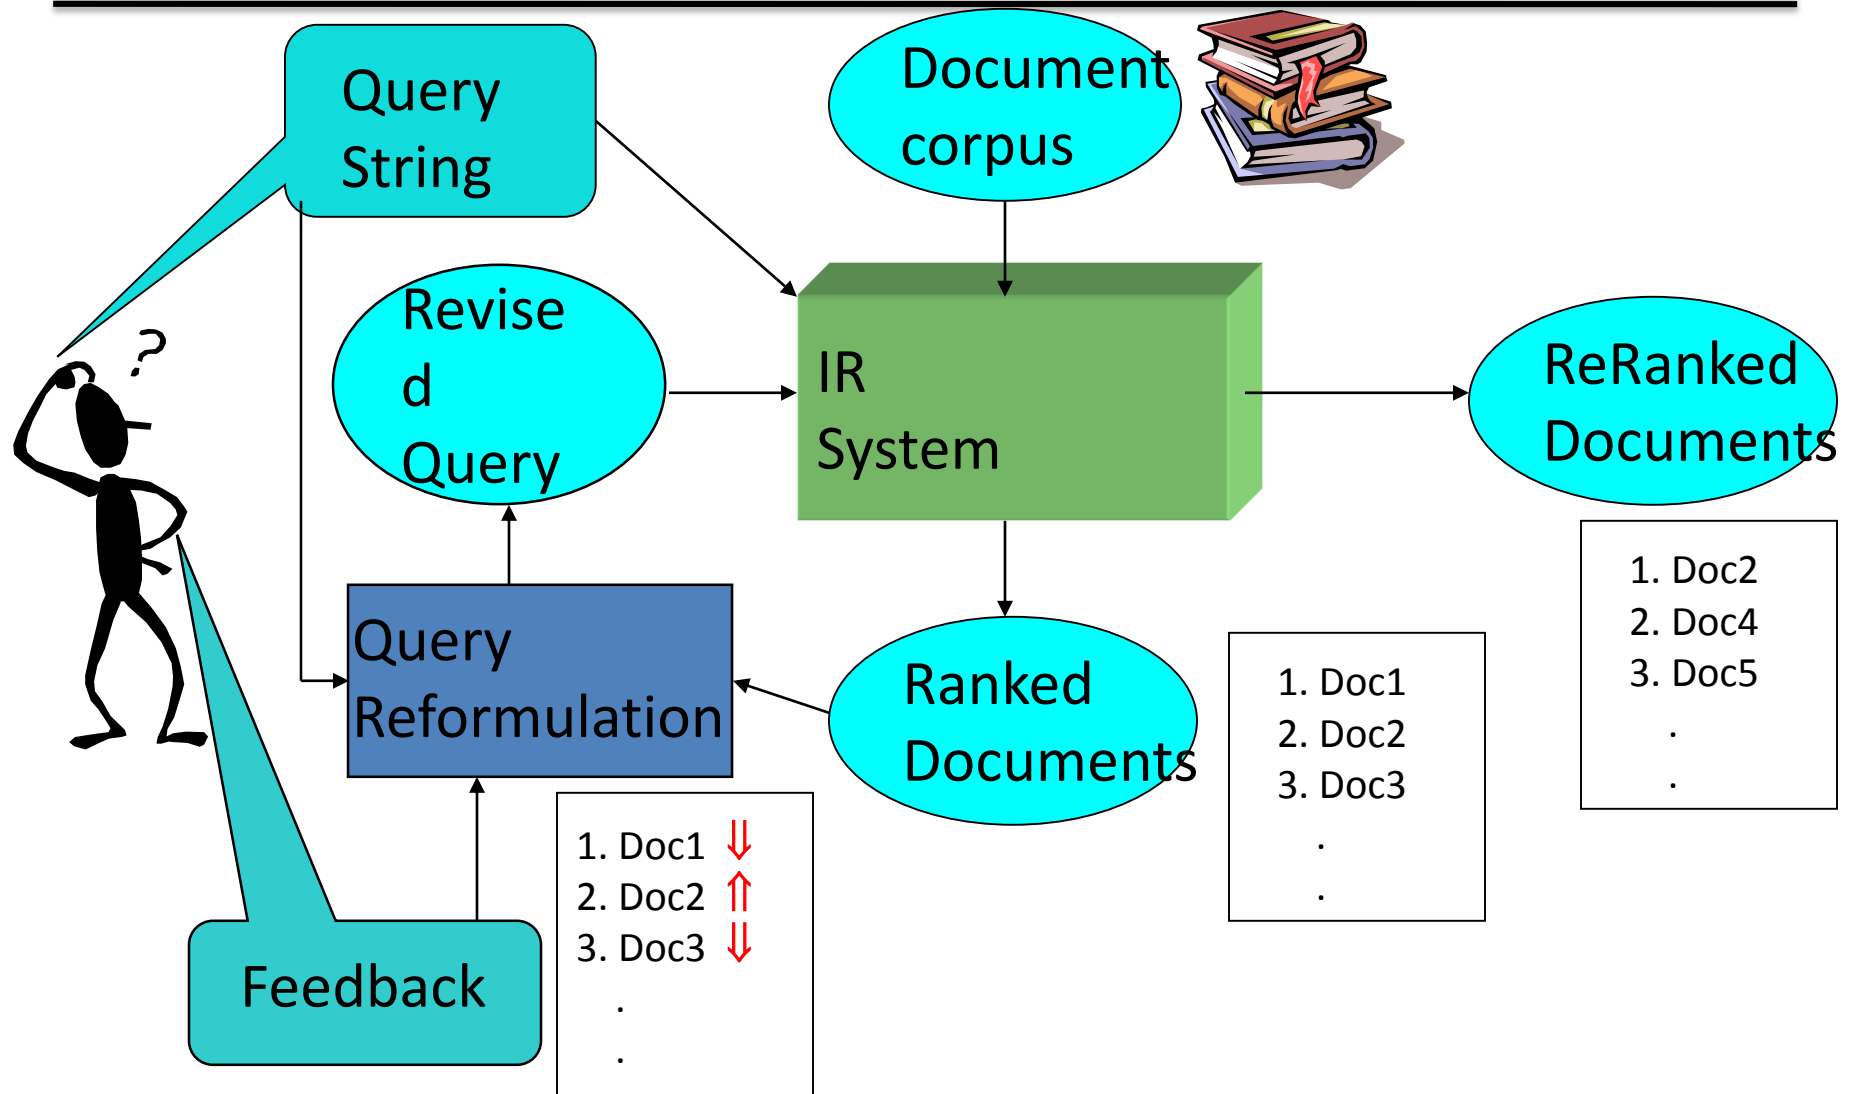 Query
String
Document
corpus
?
Revise
d
Query
IR
System
ReRanked
Documents
Query
Reformulation
Ranked
Documents
1. Doc1
2. Doc2
3. Doc3
.
.
1. Doc2
2. Doc4
3. Doc5
.
.
1. Doc1 ⇓
2. Doc2 ⇑
3. Doc3 ⇓
.
.
Feedback